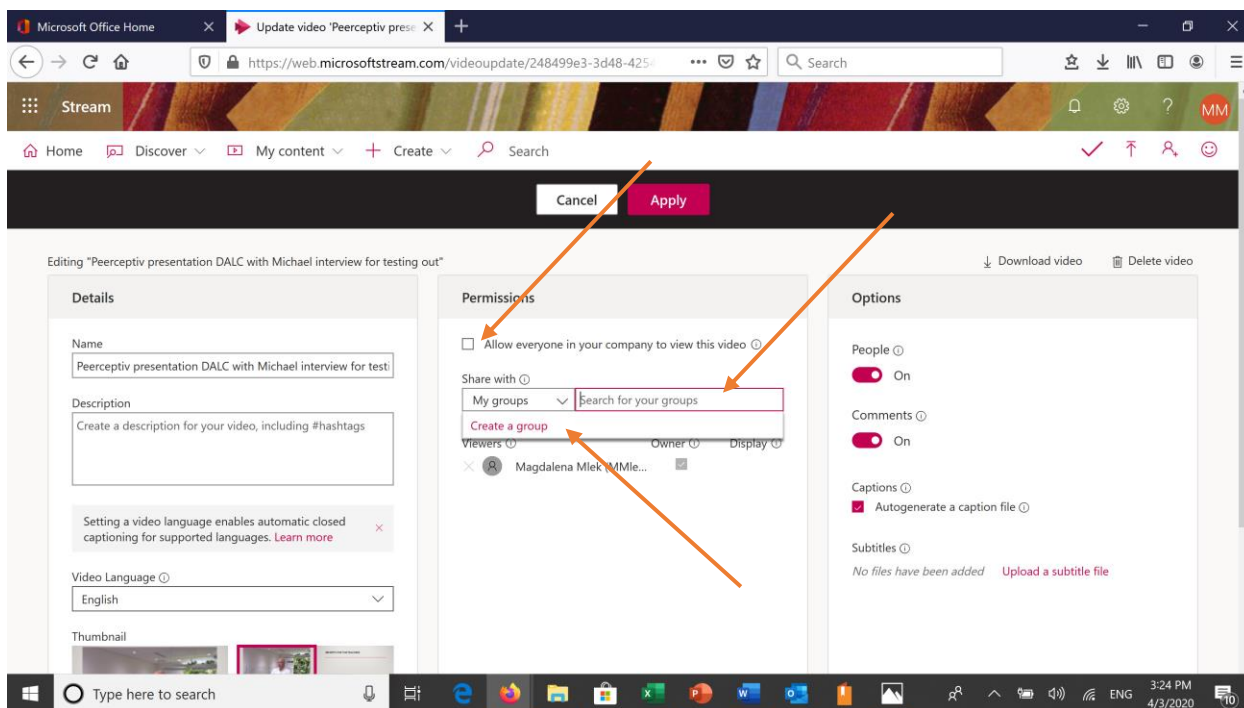 Microsoft Office Home
Update video 'Peerceptiv prese
https://web.microsoftstream.com/videoupdate/248499e3-3d48-4254
Search
Stream
MM
Home Discover My content Create Search
Cancel Apply
Editing "Peerceptiv presentation DALC with Michael interview for testing out"
Download video Delete video
Details
Name
Peerceptiv presentation DALC with Michael interview for testi
Description
Create a description for your video, including #hashtags
Setting a video language enables automatic closed
captioning for supported languages. Learn more
Video Language
English
Thumbnail
Permissions
Allow everyone in your company to view this video
Share with
My groups Search for your groups
Create a group
Viewers Owner Display
Magdalena Mlek (MMle...
Options
People
On
Comments
On
Captions
Autogenerate a caption file
Subtitles
No files have been added Upload a subtitle file
Type here to search
ENG
3:24 PM
4/3/2020
10